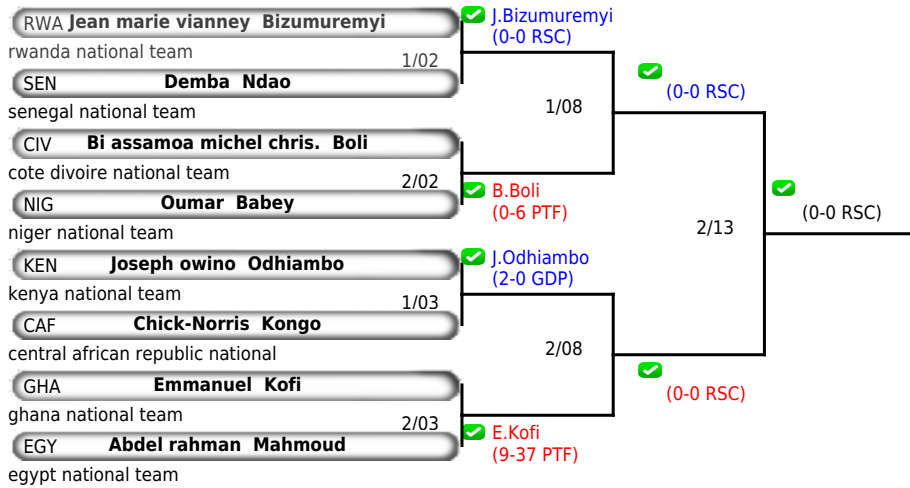 RWA Jean marie vianney Bizumuremyi
rwanda national team
1/02
SEN Demba Ndao
senegal national team
CIV Bi assamoa michel chris. Boli
cote divoire national team
2/02
NIG Oumar Babey
niger national team
KEN Joseph owino Odhiambo
kenya national team
1/03
CAF Chick-Norris Kongo
central african republic national
GHA Emmanuel Kofi
ghana national team
2/03
EGY Abdel rahman Mahmoud
egypt national team
J.Bizumuremyi
(0-0 RSC)
1/08
B.Boli
(0-6 PTF)
J.Odhiambo
(2-0 GDP)
2/08
E.Kofi
(9-37 PTF)
(0-0 RSC)
2/13
(0-0 RSC)
(0-0 RSC)